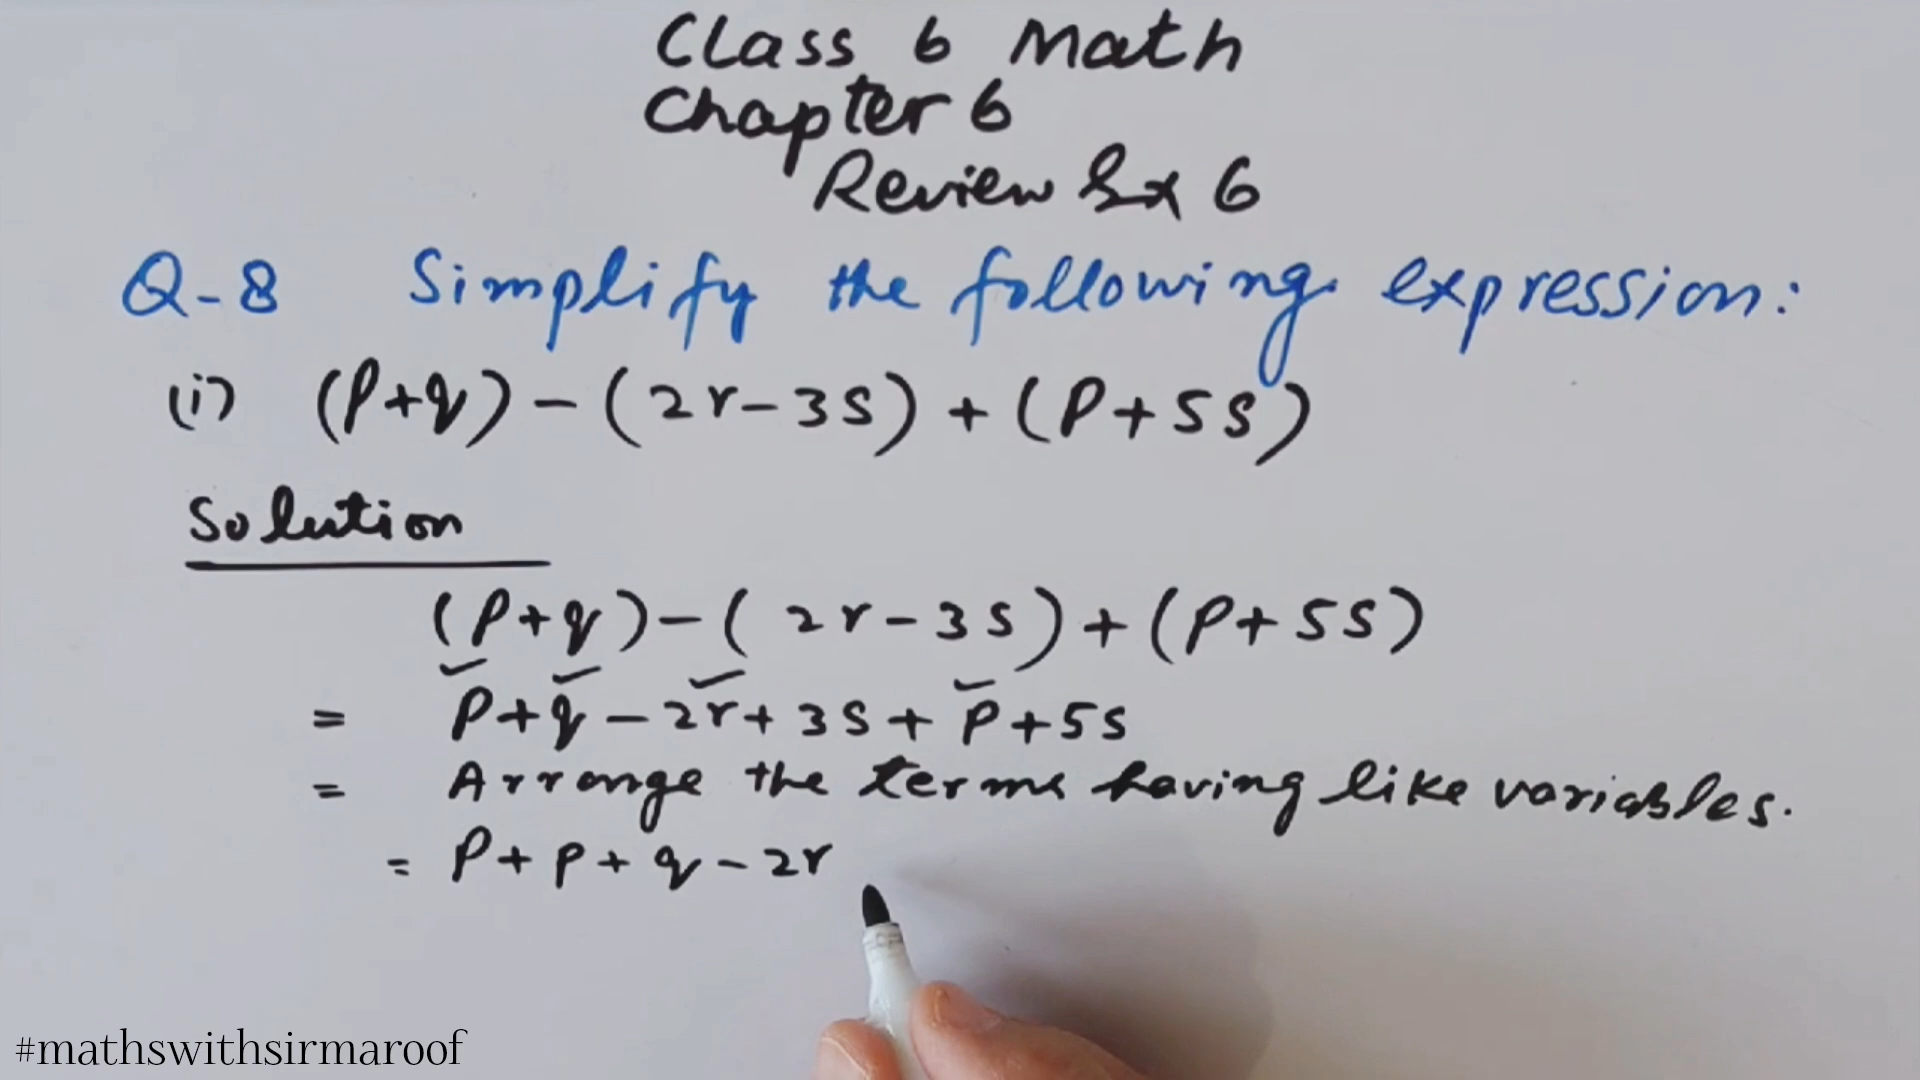 Class 6 Math
Chapter 6
Review Ex 6
Q-8 Simplify the following expression:
(i) (P+q)-(2r-3s)+(P+5s)
Solution
(P+q)-(2r-3s)+(P+5s)
= P+q-2r+3s+P+5s
= Arrange the terms having like variables.
= P+P+q-2r
#mathswithsirmaroof